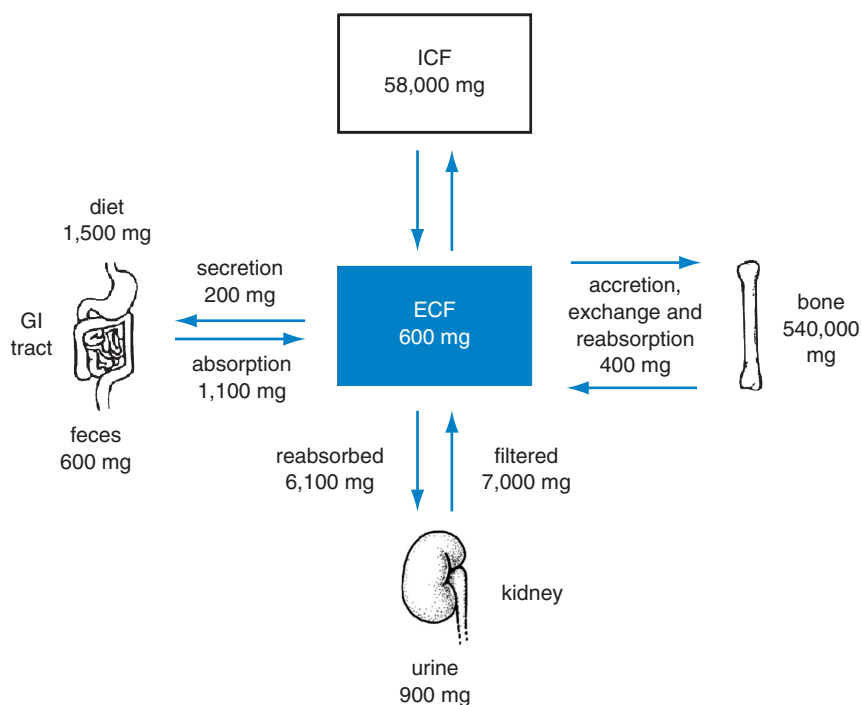 ICF
58,000 mg
diet
1,500 mg
secretion
200 mg
GI
tract
absorption
1,100 mg
feces
600 mg
ECF
600 mg
accretion,
exchange and
reabsorption
400 mg
bone
540,000
mg
reabsorbed
6,100 mg
filtered
7,000 mg
kidney
urine
900 mg